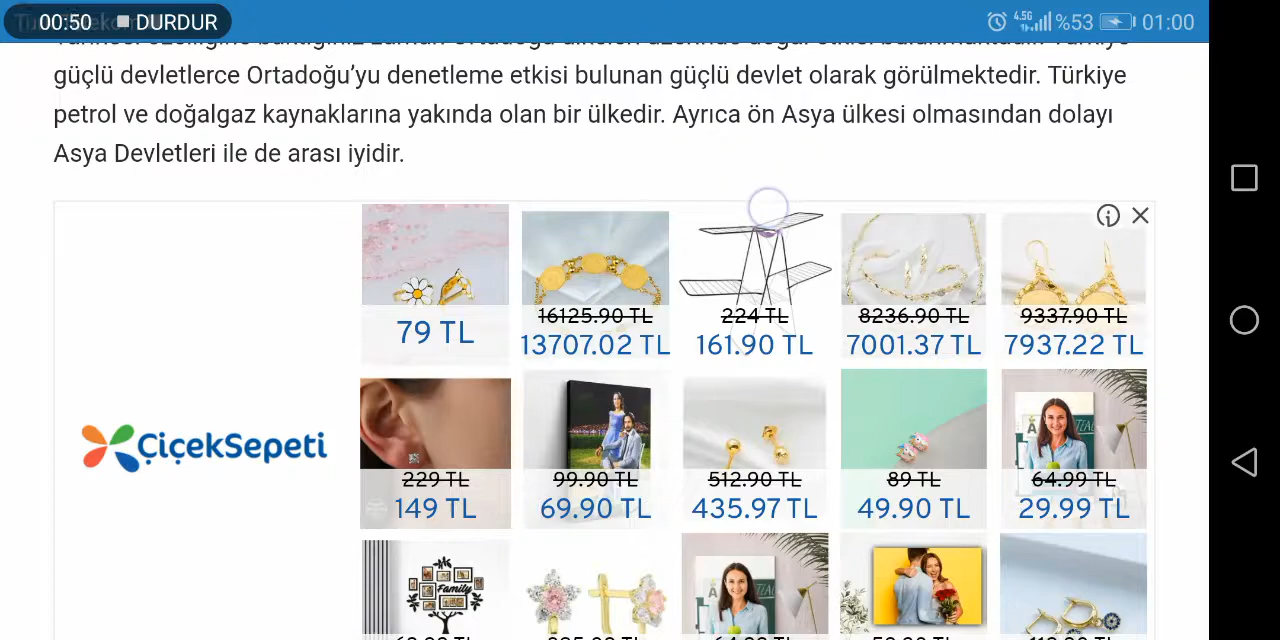 00:50 DURDUR
4.5G %53 01:00
güçlü devletlerce Ortadoğu’yu denetleme etkisi bulunan güçlü devlet olarak görülmektedir. Türkiye
petrol ve doğalgaz kaynaklarına yakında olan bir ülkedir. Ayrıca ön Asya ülkesi olmasından dolayı
Asya Devletleri ile de arası iyidir.
ÇiçekSepeti
79 TL
16125.90 TL
13707.02 TL
224 TL
161.90 TL
8236.90 TL
7001.37 TL
9337.90 TL
7937.22 TL
229 TL
149 TL
99.90 TL
69.90 TL
512.90 TL
435.97 TL
89 TL
49.90 TL
64.99 TL
29.99 TL
Family